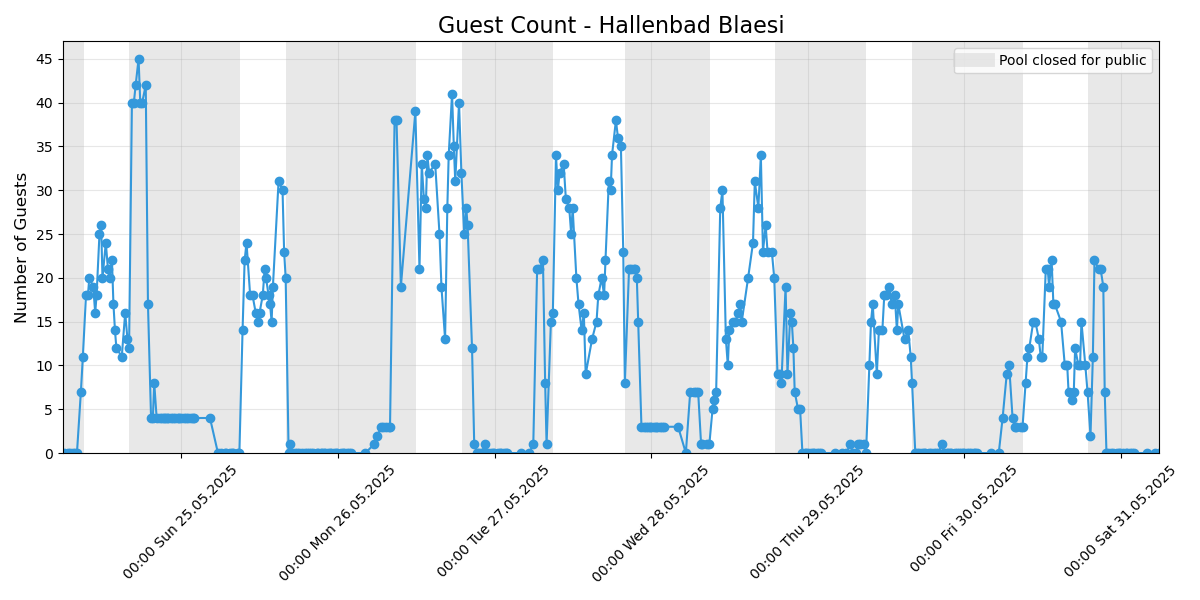 Guest Count - Hallenbad Blaesi
Pool closed for public
Number of Guests
45
40
35
30
25
20
15
10
5
0
00:00 Sun 25.05.2025
00:00 Mon 26.05.2025
00:00 Tue 27.05.2025
00:00 Wed 28.05.2025
00:00 Thu 29.05.2025
00:00 Fri 30.05.2025
00:00 Sat 31.05.2025